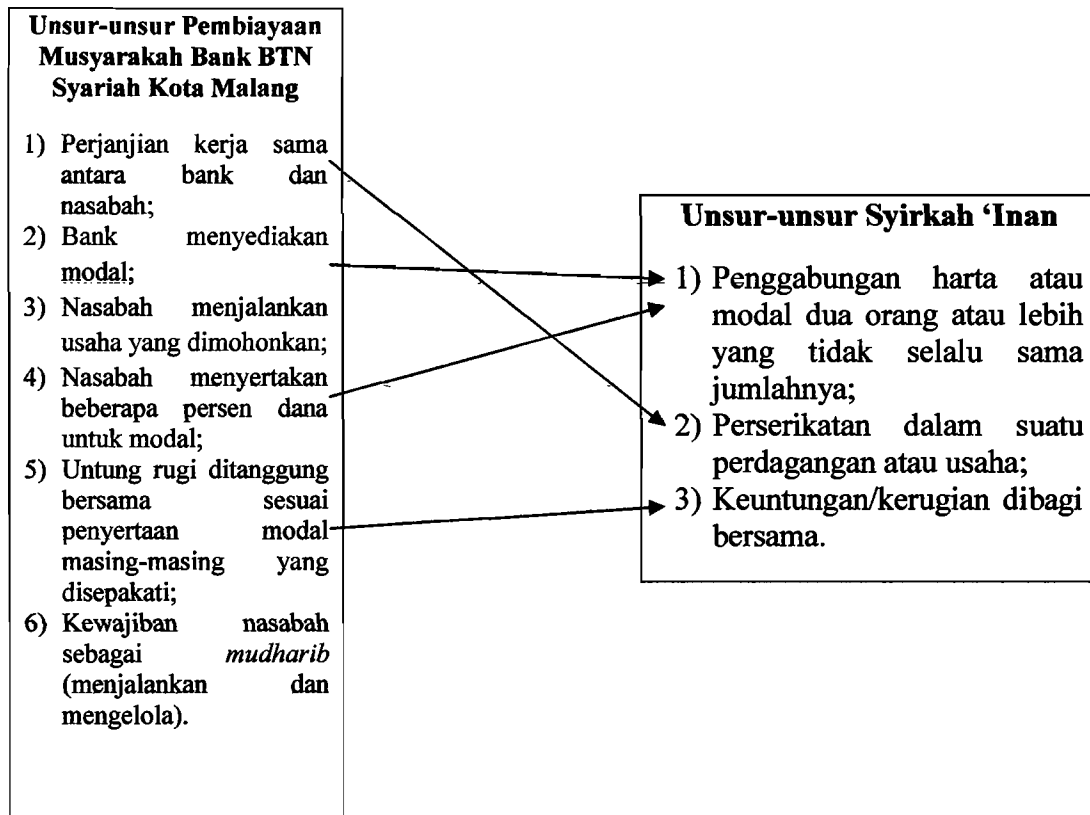 Unsur-unsur Pembiayaan
Musyarakah Bank BTN
Syariah Kota Malang
1) Perjanjian kerja sama
antara bank dan
nasabah;
2) Bank menyediakan
modal;
3) Nasabah menjalankan
usaha yang dimohonkan;
4) Nasabah menyertakan
beberapa persen dana
untuk modal;
5) Untung rugi ditanggung
bersama sesuai
penyertaan modal
masing-masing yang
disepakati;
6) Kewajiban nasabah
sebagai mudharib
(menjalankan dan
mengelola).
Unsur-unsur Syirkah ‘Inan
1) Penggabungan harta atau
modal dua orang atau lebih
yang tidak selalu sama
jumlahnya;
2) Perserikatan dalam suatu
perdagangan atau usaha;
3) Keuntungan/kerugian dibagi
bersama.